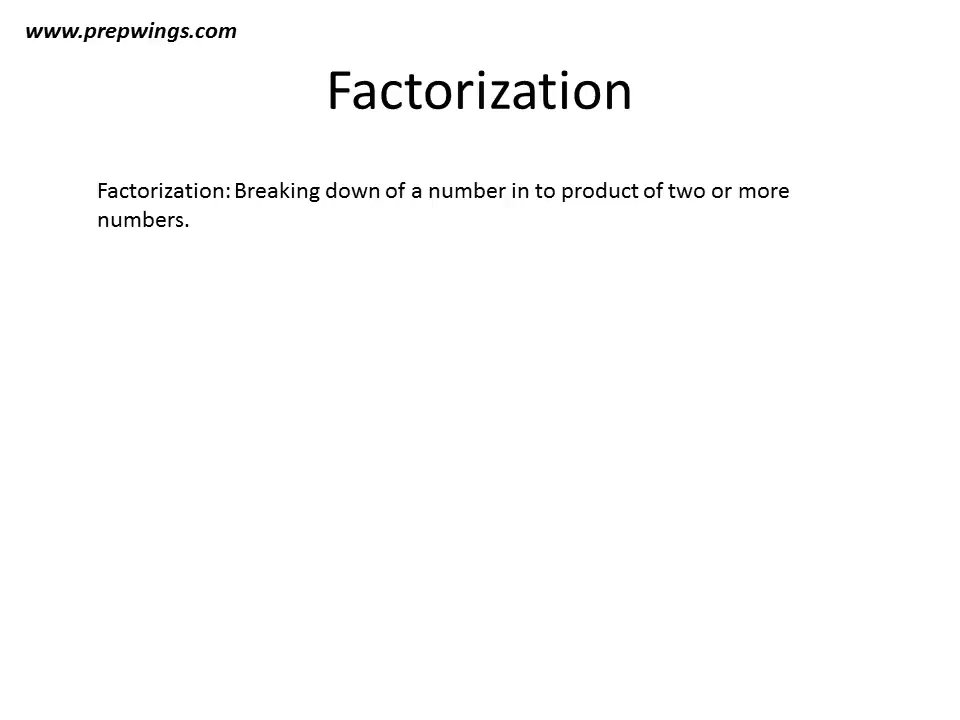 www.prepwings.com
Factorization
Factorization: Breaking down of a number in to product of two or more
numbers.